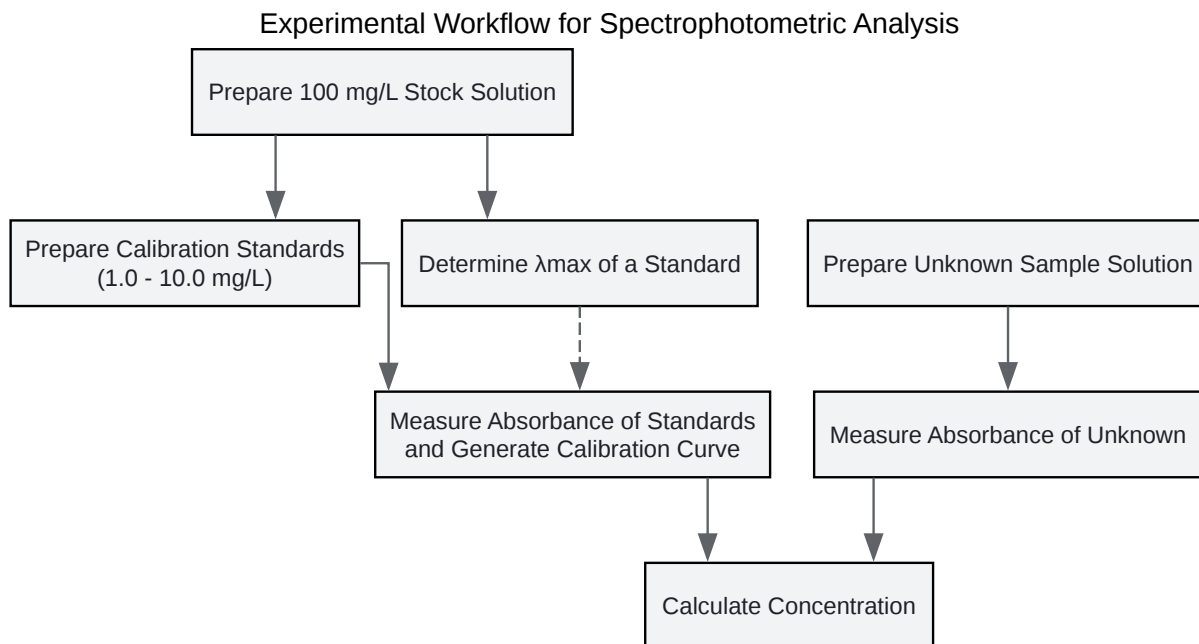 Experimental Workflow for Spectrophotometric Analysis
Prepare 100 mg/L Stock Solution
Prepare Calibration Standards
(1.0 - 10.0 mg/L)
Determine λmax of a Standard
Prepare Unknown Sample Solution
Measure Absorbance of Standards
and Generate Calibration Curve
Measure Absorbance of Unknown
Calculate Concentration